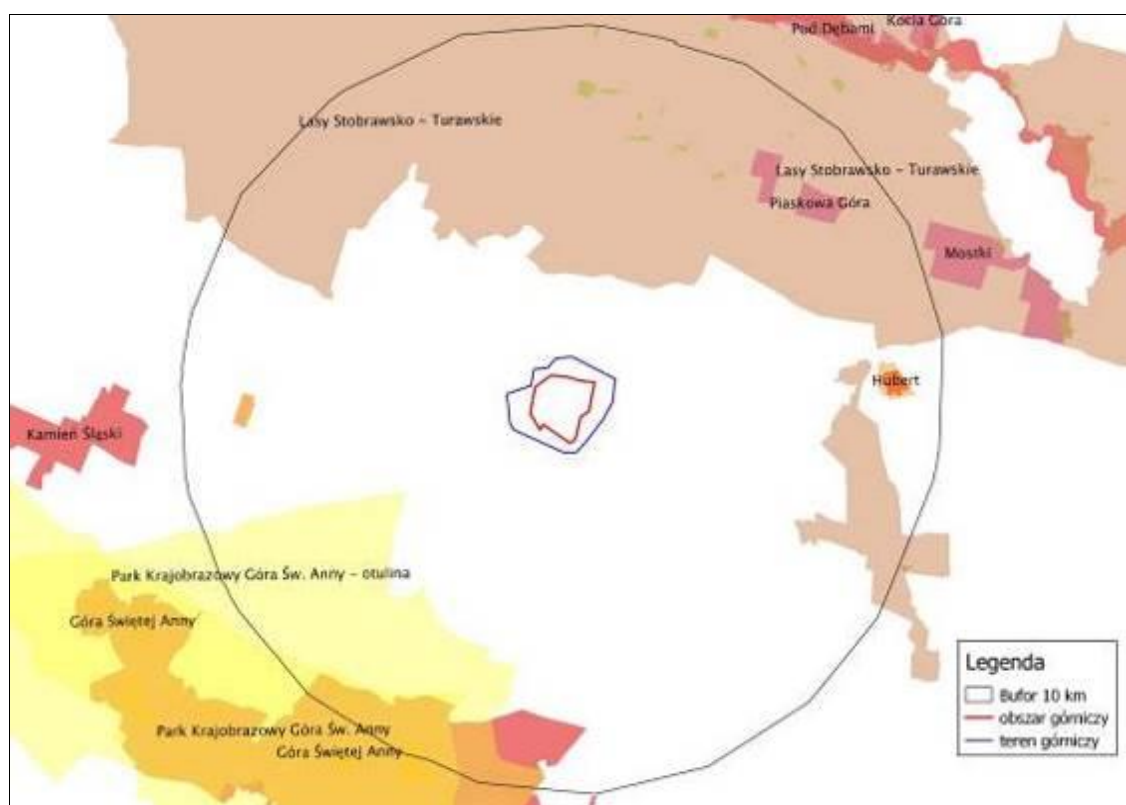 Kocia Góra
Pod Dębami
Lasy Stobrawsko - Turawskie
Lasy Stobrawsko - Turawskie
Piaskowa Góra
Mostki
Hubert
Kamień Śląski
Park Krajobrazowy Góra Św. Anny - otulina
Góra Świętej Anny
Park Krajobrazowy Góra Św. Anny
Góra Świętej Anny
Legenda
Bufor 10 km
obszar górniczy
teren górniczy